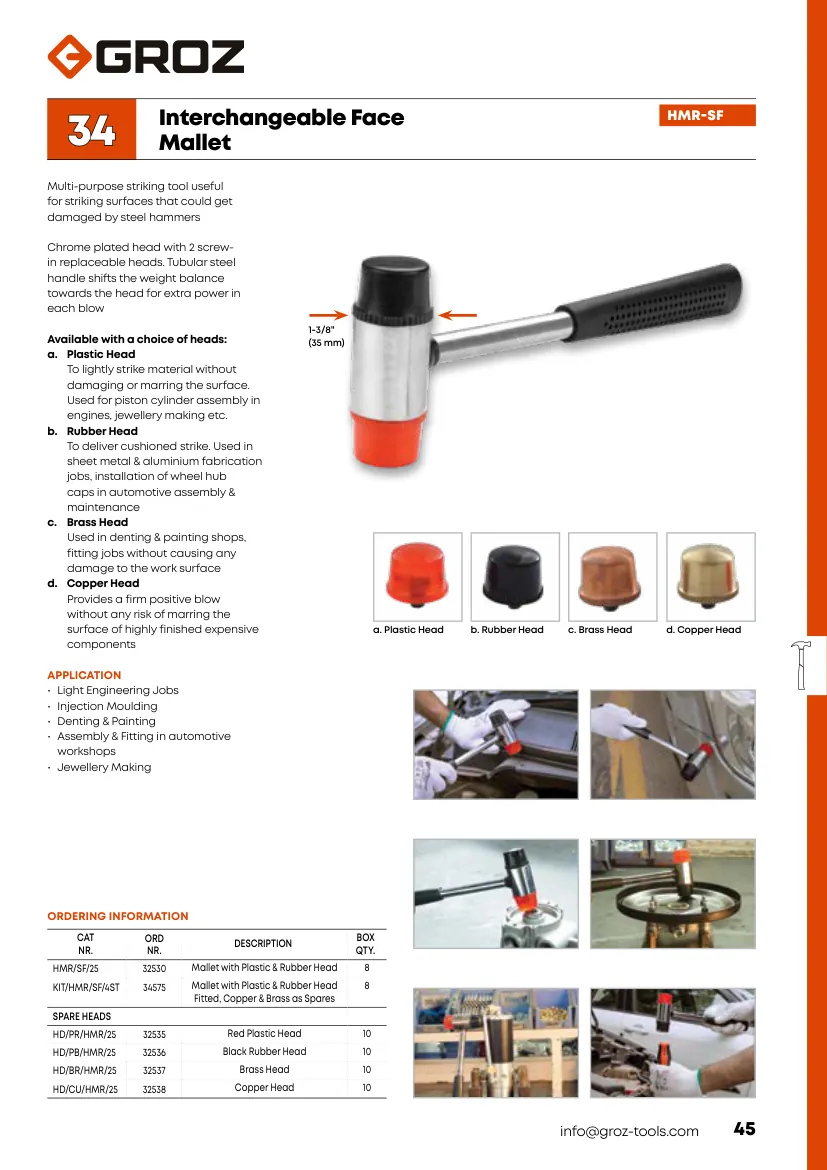 GROZ
34
Interchangeable Face
Mallet
HMR-SF
Multi-purpose striking tool useful
for striking surfaces that could get
damaged by steel hammers
Chrome plated head with 2 screw-
in replaceable heads. Tubular steel
handle shifts the weight balance
towards the head for extra power in
each blow
Available with a choice of heads:
a. Plastic Head
To lightly strike material without
damaging or marring the surface.
Used for piston cylinder assembly in
engines, jewellery making etc.
b. Rubber Head
To deliver cushioned strike. Used in
sheet metal & aluminium fabrication
jobs, installation of wheel hub
caps in automotive assembly &
maintenance
c. Brass Head
Used in denting & painting shops,
fitting jobs without causing any
damage to the work surface
d. Copper Head
Provides a firm positive blow
without any risk of marring the
surface of highly finished expensive
components
1-3/8"
(35 mm)
a. Plastic Head
b. Rubber Head
c. Brass Head
d. Copper Head
APPLICATION
· Light Engineering Jobs
· Injection Moulding
· Denting & Painting
· Assembly & Fitting in automotive
workshops
· Jewellery Making
ORDERING INFORMATION
CAT NR. ORD NR. DESCRIPTION BOX QTY.
HMR/SF/25 32530 Mallet with Plastic & Rubber Head 8
KIT/HMR/SF/4ST 34575 Mallet with Plastic & Rubber Head 8
Fitted, Copper & Brass as Spares
SPARE HEADS
HD/PR/HMR/25 32535 Red Plastic Head 10
HD/PB/HMR/25 32536 Black Rubber Head 10
HD/BR/HMR/25 32537 Brass Head 10
HD/CU/HMR/25 32538 Copper Head 10
info@groz-tools.com 45